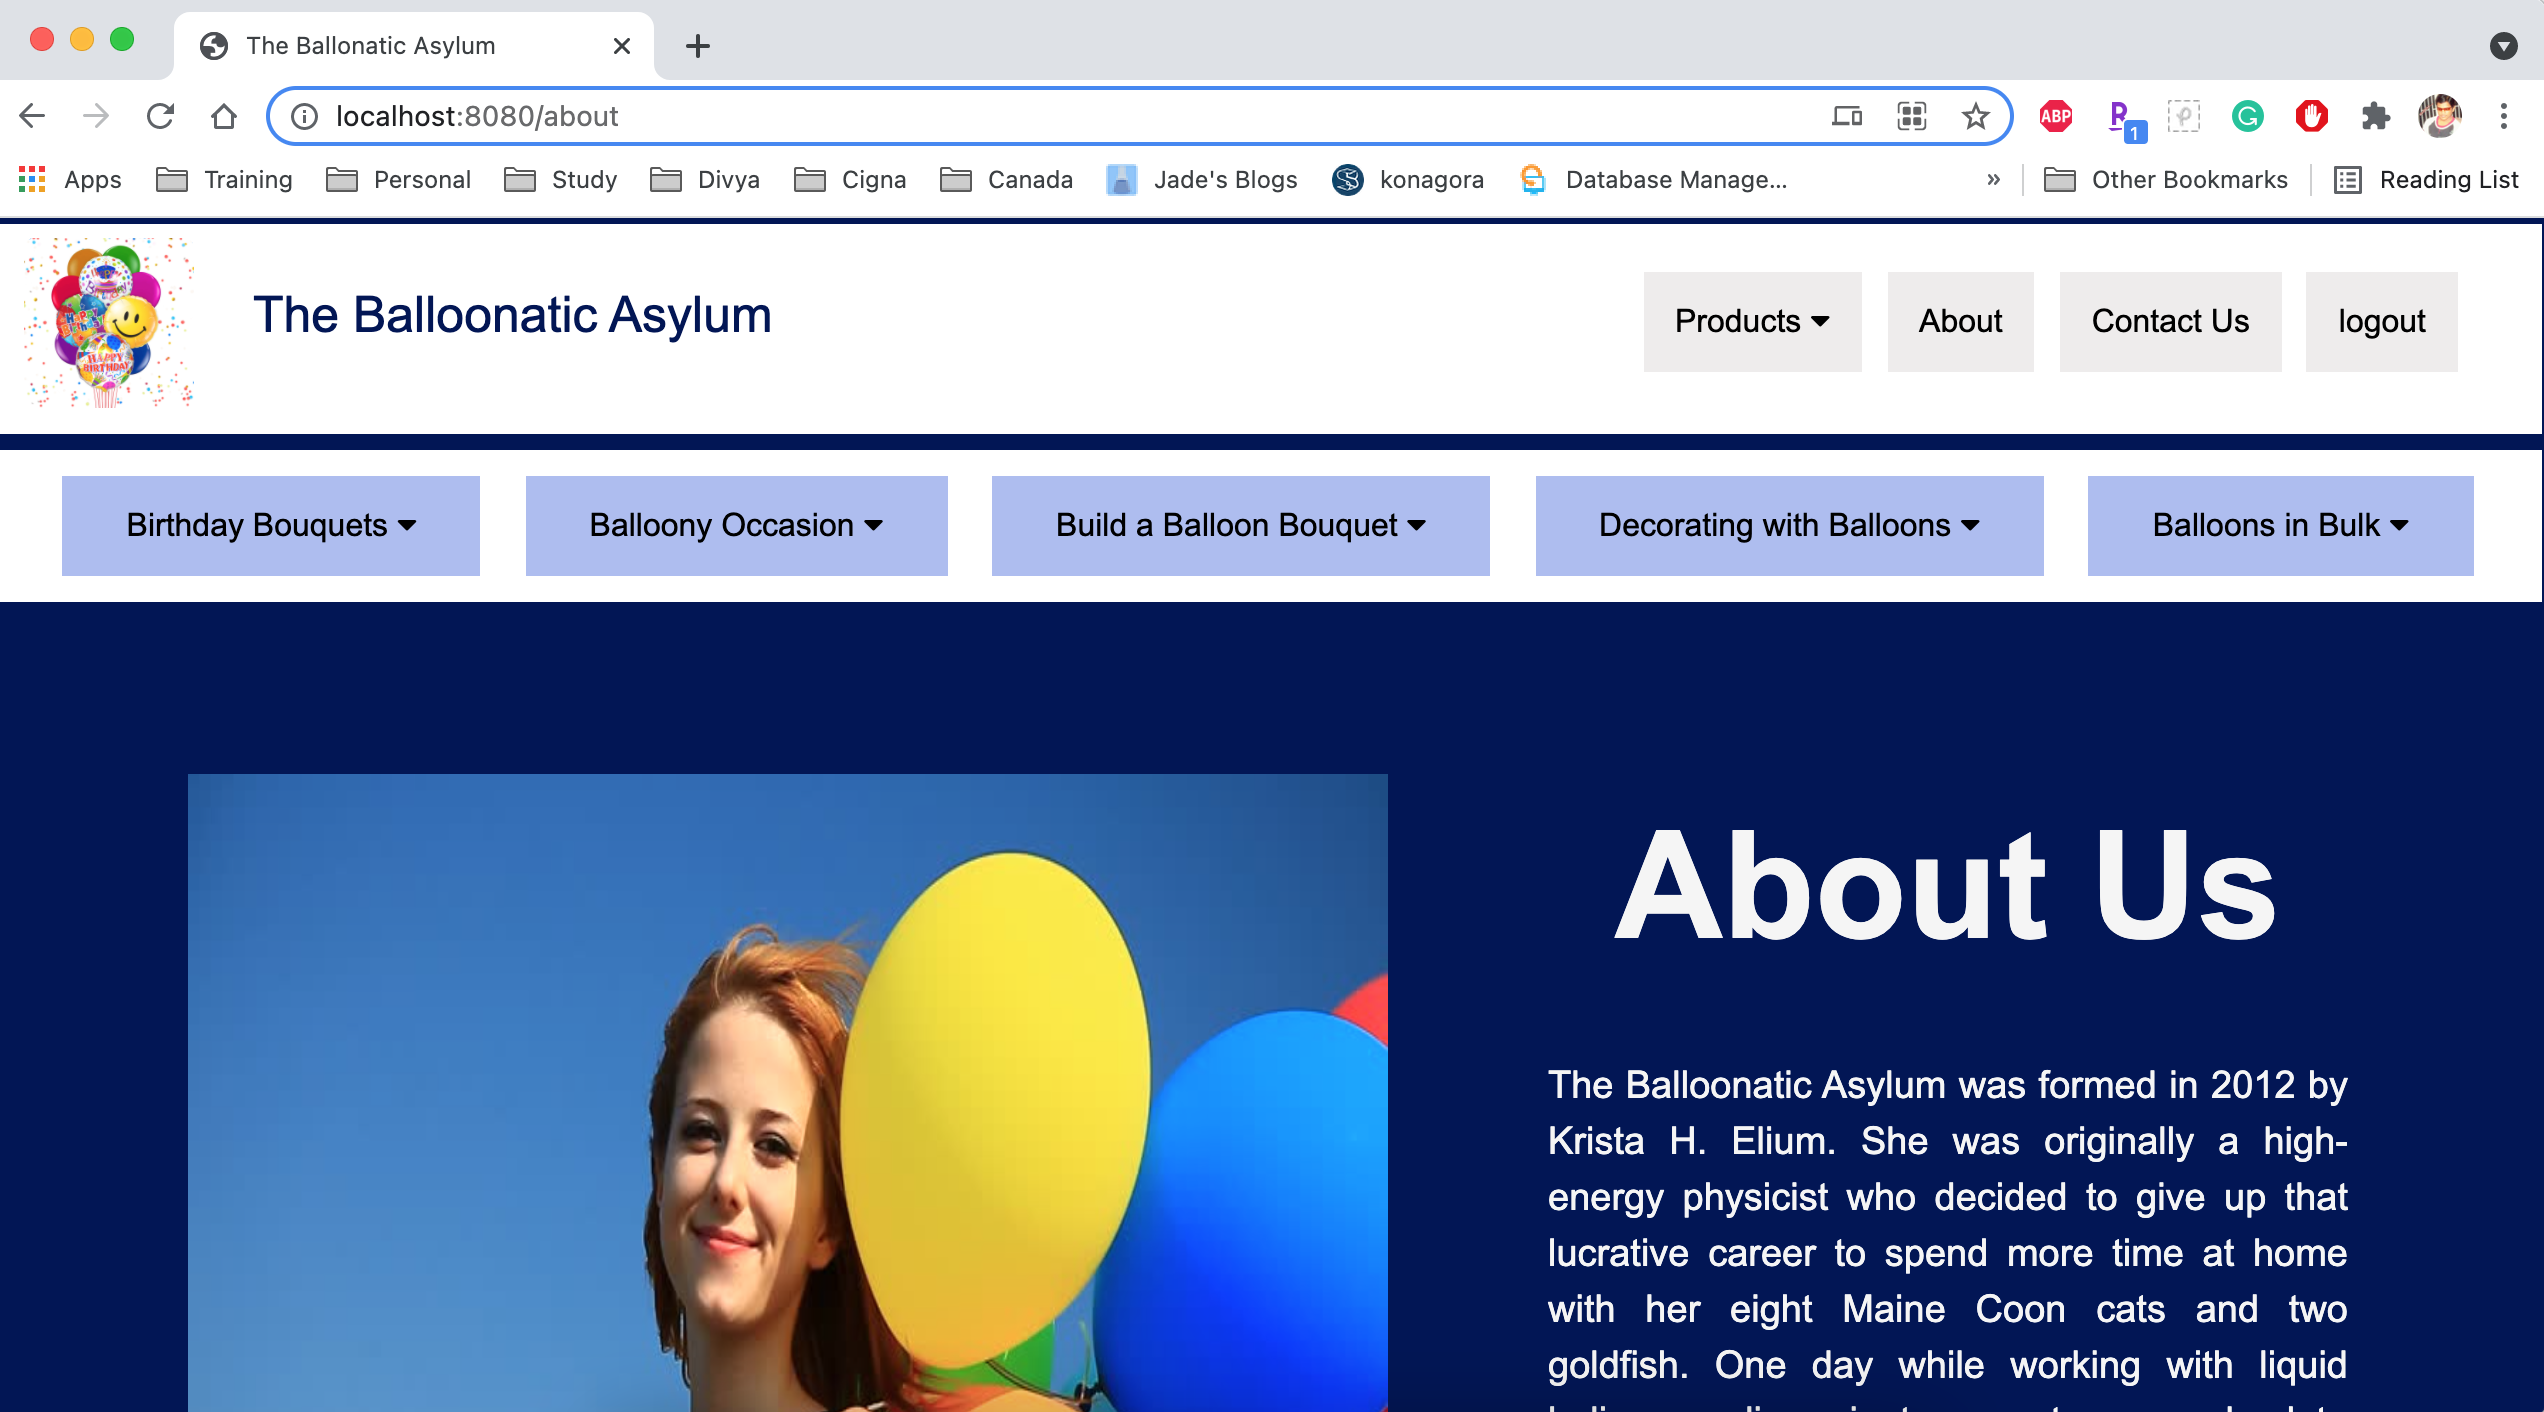 The Ballonatic Asylum
localhost:8080/about
ABP
1
Apps Training Personal Study Divya Cigna Canada Jade's Blogs konagora Database Manage... » Other Bookmarks Reading List
The Balloonatic Asylum
Products About Contact Us logout
HAPPY
BIRTHDAY
Birthday Bouquets Balloony Occasion Build a Balloon Bouquet Decorating with Balloons Balloons in Bulk
About Us
The Balloonatic Asylum was formed in 2012 by
Krista H. Elium. She was originally a high-
energy physicist who decided to give up that
lucrative career to spend more time at home
with her eight Maine Coon cats and two
goldfish. One day while working with liquid